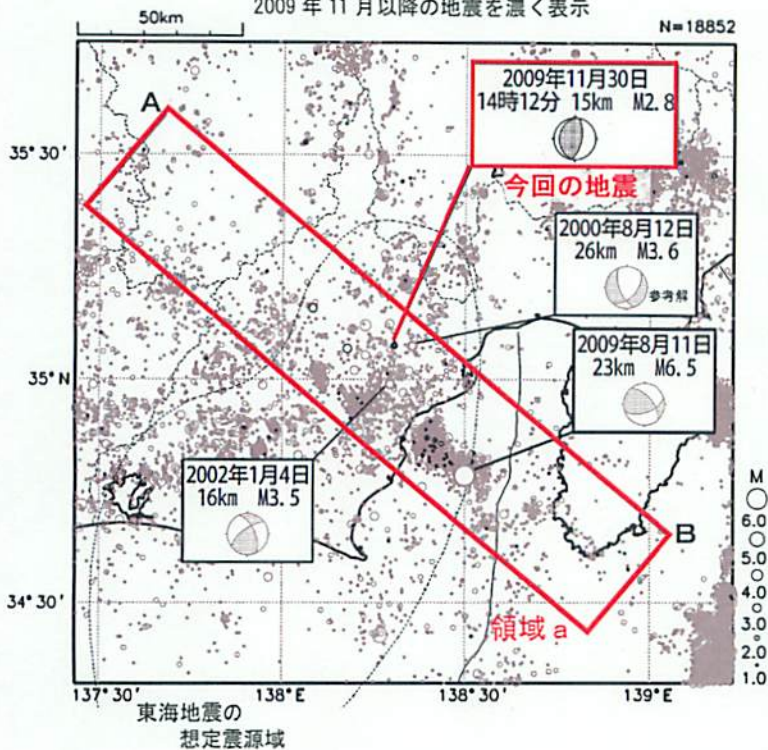 2009 年 11 月以降の地震を濃く表示
50km
N=18852
A
2009年11月30日
14時12分 15km M2.8
35°30'
今回の地震
2000年8月12日
26km M3.6
参考解
2009年8月11日
23km M6.5
35°N
2002年1月4日
16km M3.5
B
M
6.0
5.0
4.0
3.0
2.0
1.0
34°30'
領域a
137°30'
138°E
138°30'
139°E
東海地震の
想定震源域